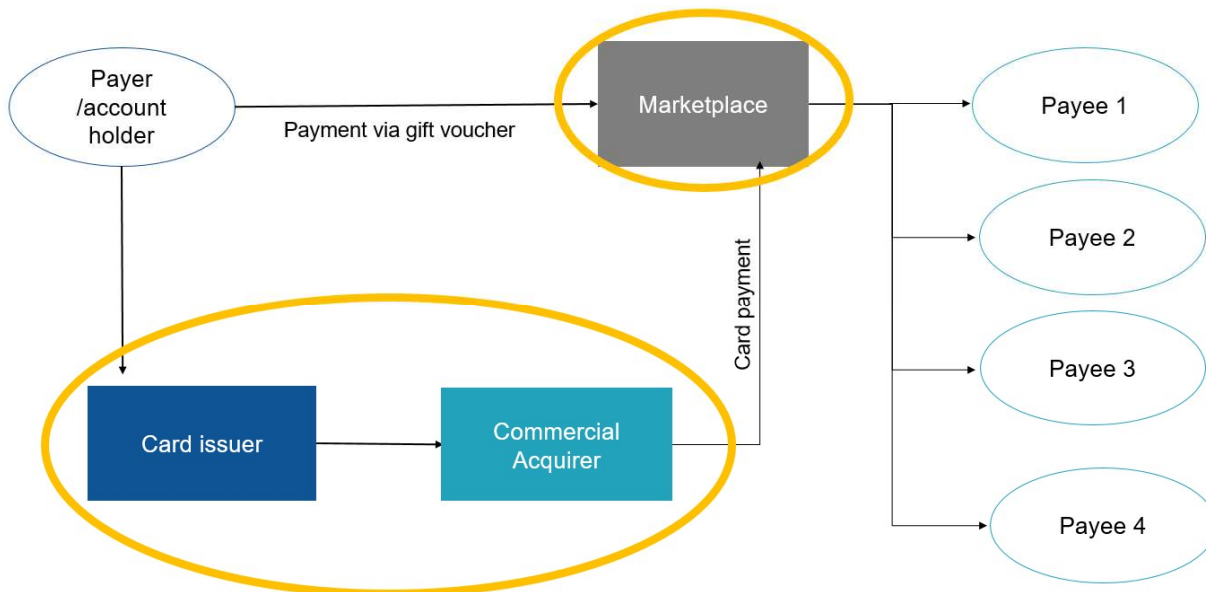 Payer
/account
holder
Payment via gift voucher
Marketplace
Payee 1
Payee 2
Card payment
Payee 3
Card issuer
Commercial
Acquirer
Payee 4